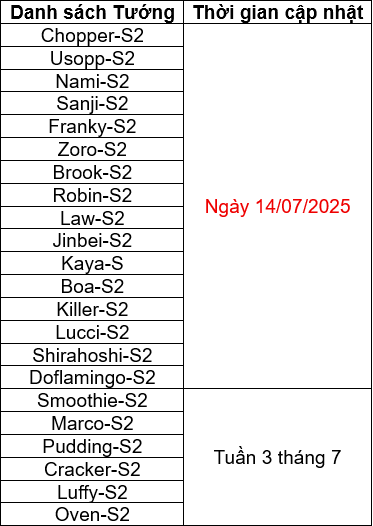 Danh sách Tướng Thời gian cập nhật
Chopper-S2
Usopp-S2
Nami-S2
Sanji-S2
Franky-S2
Zoro-S2
Brook-S2
Robin-S2
Law-S2
Jinbei-S2
Kaya-S
Boa-S2
Killer-S2
Lucci-S2
Shirahoshi-S2
Doflamingo-S2
Ngày 14/07/2025
Smoothie-S2
Marco-S2
Pudding-S2
Cracker-S2
Luffy-S2
Oven-S2
Tuần 3 tháng 7